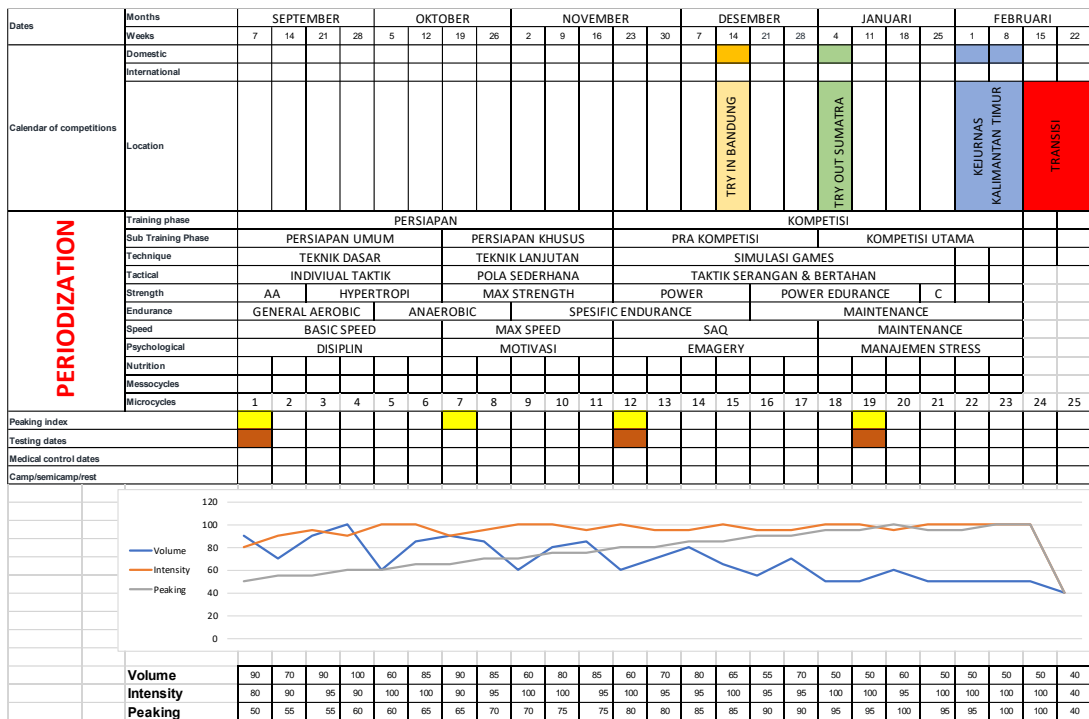 Dates Months SEPTEMBER OKTOBER NOVEMBER DESEMBER JANUARI FEBRUARI
Weeks 7 14 21 28 5 12 19 26 2 9 16 23 30 7 14 21 28 4 11 18 25 1 8 15 22
Calendar of competitions
Domestic
International
Location TRY IN BANDUNG TRY OUT SUMATRA KEJURNAS KALIMANTAN TIMUR TRANSISI
PERIODIZATION
Training phase PERSIAPAN KOMPETISI
Sub Training Phase PERSIAPAN UMUM PERSIAPAN KHUSUS PRA KOMPETISI KOMPETISI UTAMA
Technique TEKNIK DASAR TEKNIK LANJUTAN SIMULASI GAMES
Tactical INDIVIUAL TAKTIK POLA SEDERHANA TAKTIK SERANGAN & BERTAHAN
Strength AA HYPERTROPI MAX STRENGTH POWER POWER EDURANCE C
Endurance GENERAL AEROBIC ANAEROBIC SPESIFIC ENDURANCE MAINTENANCE
Speed BASIC SPEED MAX SPEED SAQ MAINTENANCE
Psychological DISIPLIN MOTIVASI EMAGERY MANAJEMEN STRESS
Nutrition
Messocycles
Microcycles 1 2 3 4 5 6 7 8 9 10 11 12 13 14 15 16 17 18 19 20 21 22 23 24 25
Peaking index
Testing dates
Medical control dates
Camp/semicamp/rest
120
100
80
60
40
20
0
Volume
Intensity
Peaking
Volume 90 70 90 100 60 85 90 85 60 80 85 60 70 80 65 55 70 50 50 60 50 50 50 50 40
Intensity 80 90 95 90 100 100 90 95 100 100 95 100 95 95 100 95 95 100 100 95 100 100 100 100 40
Peaking 50 55 55 60 60 65 65 70 70 75 75 80 80 85 85 90 90 95 95 100 95 95 100 100 40